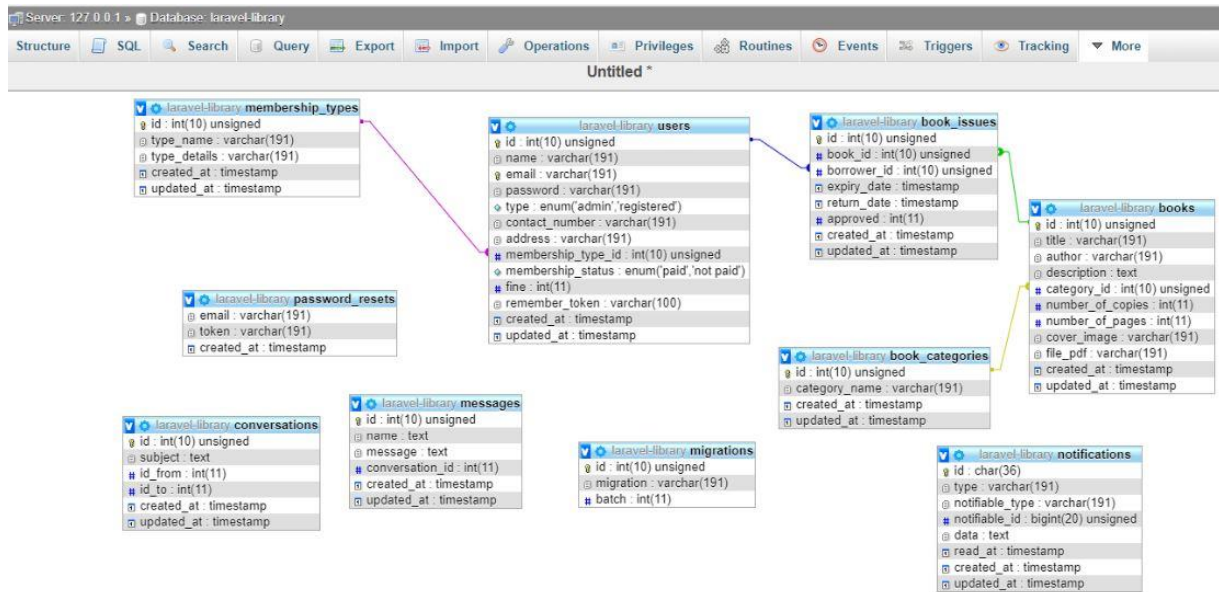 Server: 127.0.0.1 » Database: laravel-library
Structure SQL Search Query Export Import Operations Privileges Routines Events Triggers Tracking More
Untitled *
laravel-library membership_types
id : int(10) unsigned
type_name : varchar(191)
type_details : varchar(191)
created_at : timestamp
updated_at : timestamp
laravel-library users
id : int(10) unsigned
name : varchar(191)
email : varchar(191)
password : varchar(191)
type : enum('admin','registered')
contact_number : varchar(191)
address : varchar(191)
membership_type_id : int(10) unsigned
membership_status : enum('paid','not paid')
fine : int(11)
remember_token : varchar(100)
created_at : timestamp
updated_at : timestamp
laravel-library book_issues
id : int(10) unsigned
book_id : int(10) unsigned
borrower_id : int(10) unsigned
expiry_date : timestamp
return_date : timestamp
approved : int(11)
created_at : timestamp
updated_at : timestamp
laravel-library books
id : int(10) unsigned
title : varchar(191)
author : varchar(191)
description : text
category_id : int(10) unsigned
number_of_copies : int(11)
number_of_pages : int(11)
cover_image : varchar(191)
file_pdf : varchar(191)
created_at : timestamp
updated_at : timestamp
laravel-library password_resets
email : varchar(191)
token : varchar(191)
created_at : timestamp
laravel-library book_categories
id : int(10) unsigned
category_name : varchar(191)
created_at : timestamp
updated_at : timestamp
laravel-library conversations
id : int(10) unsigned
subject : text
id_from : int(11)
id_to : int(11)
created_at : timestamp
updated_at : timestamp
laravel-library messages
id : int(10) unsigned
name : text
message : text
conversation_id : int(11)
created_at : timestamp
updated_at : timestamp
laravel-library migrations
id : int(10) unsigned
migration : varchar(191)
batch : int(11)
laravel-library notifications
id : char(36)
type : varchar(191)
notifiable_type : varchar(191)
notifiable_id : bigint(20) unsigned
data : text
read_at : timestamp
created_at : timestamp
updated_at : timestamp